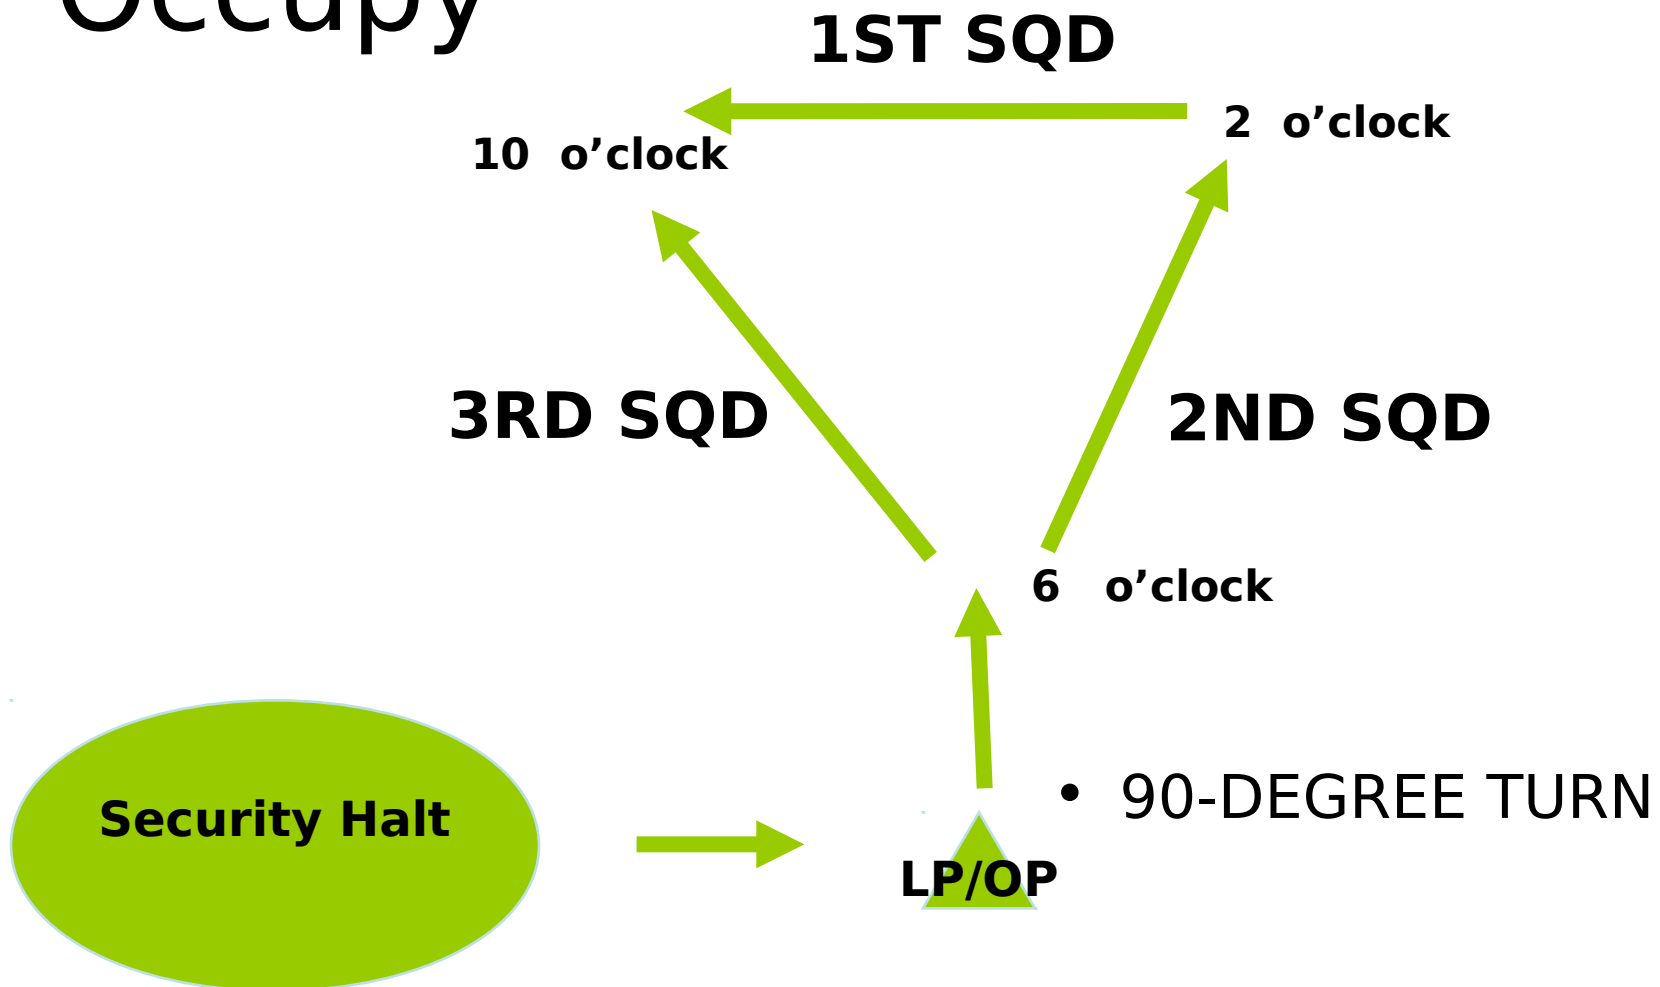 Occupy
1ST SQD
2 o’clock
10 o’clock
3RD SQD
2ND SQD
6 o’clock
• 90-DEGREE TURN
Security Halt
LP/OP